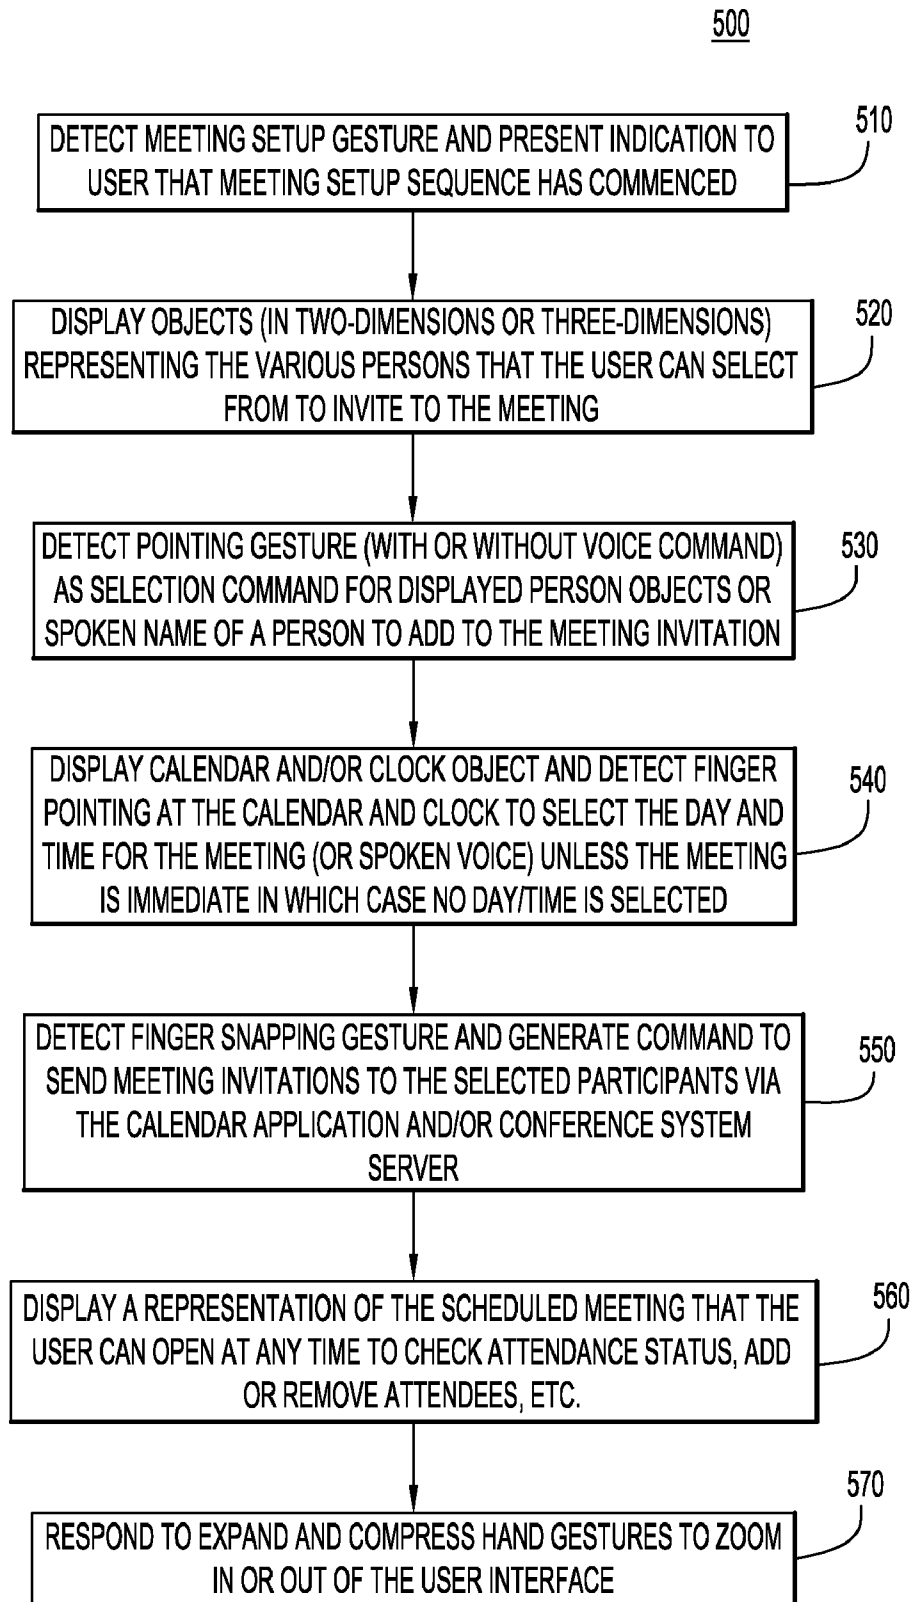 500
DETECT MEETING SETUP GESTURE AND PRESENT INDICATION TO
USER THAT MEETING SETUP SEQUENCE HAS COMMENCED
510
DISPLAY OBJECTS (IN TWO-DIMENSIONS OR THREE-DIMENSIONS)
REPRESENTING THE VARIOUS PERSONS THAT THE USER CAN SELECT
FROM TO INVITE TO THE MEETING
520
DETECT POINTING GESTURE (WITH OR WITHOUT VOICE COMMAND)
AS SELECTION COMMAND FOR DISPLAYED PERSON OBJECTS OR
SPOKEN NAME OF A PERSON TO ADD TO THE MEETING INVITATION
530
DISPLAY CALENDAR AND/OR CLOCK OBJECT AND DETECT FINGER
POINTING AT THE CALENDAR AND CLOCK TO SELECT THE DAY AND
TIME FOR THE MEETING (OR SPOKEN VOICE) UNLESS THE MEETING
IS IMMEDIATE IN WHICH CASE NO DAY/TIME IS SELECTED
540
DETECT FINGER SNAPPING GESTURE AND GENERATE COMMAND TO
SEND MEETING INVITATIONS TO THE SELECTED PARTICIPANTS VIA
THE CALENDAR APPLICATION AND/OR CONFERENCE SYSTEM
SERVER
550
DISPLAY A REPRESENTATION OF THE SCHEDULED MEETING THAT THE
USER CAN OPEN AT ANY TIME TO CHECK ATTENDANCE STATUS, ADD
OR REMOVE ATTENDEES, ETC.
560
RESPOND TO EXPAND AND COMPRESS HAND GESTURES TO ZOOM
IN OR OUT OF THE USER INTERFACE
570